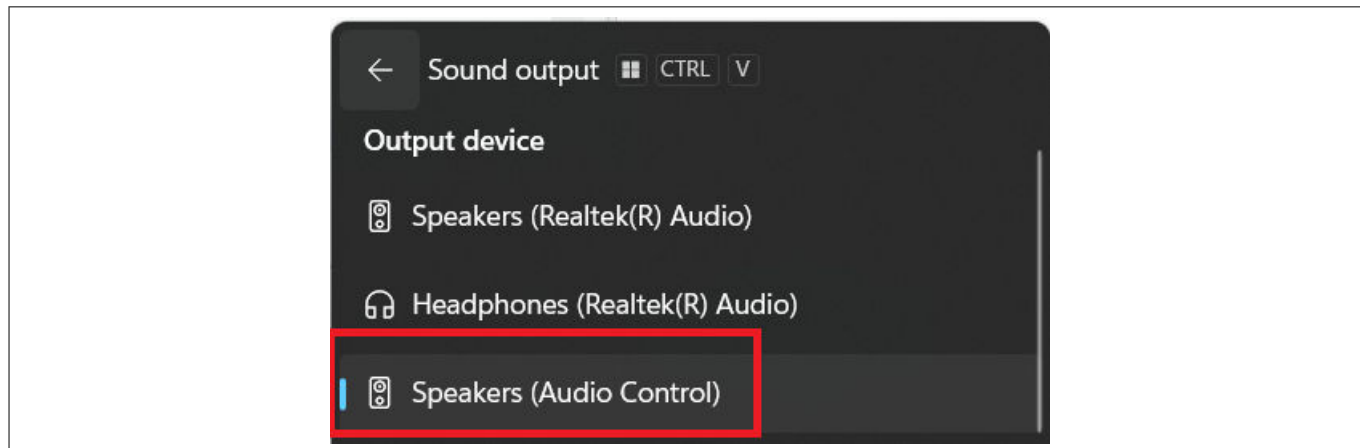 Sound output CTRL V
Output device
Speakers (Realtek(R) Audio)
Headphones (Realtek(R) Audio)
Speakers (Audio Control)